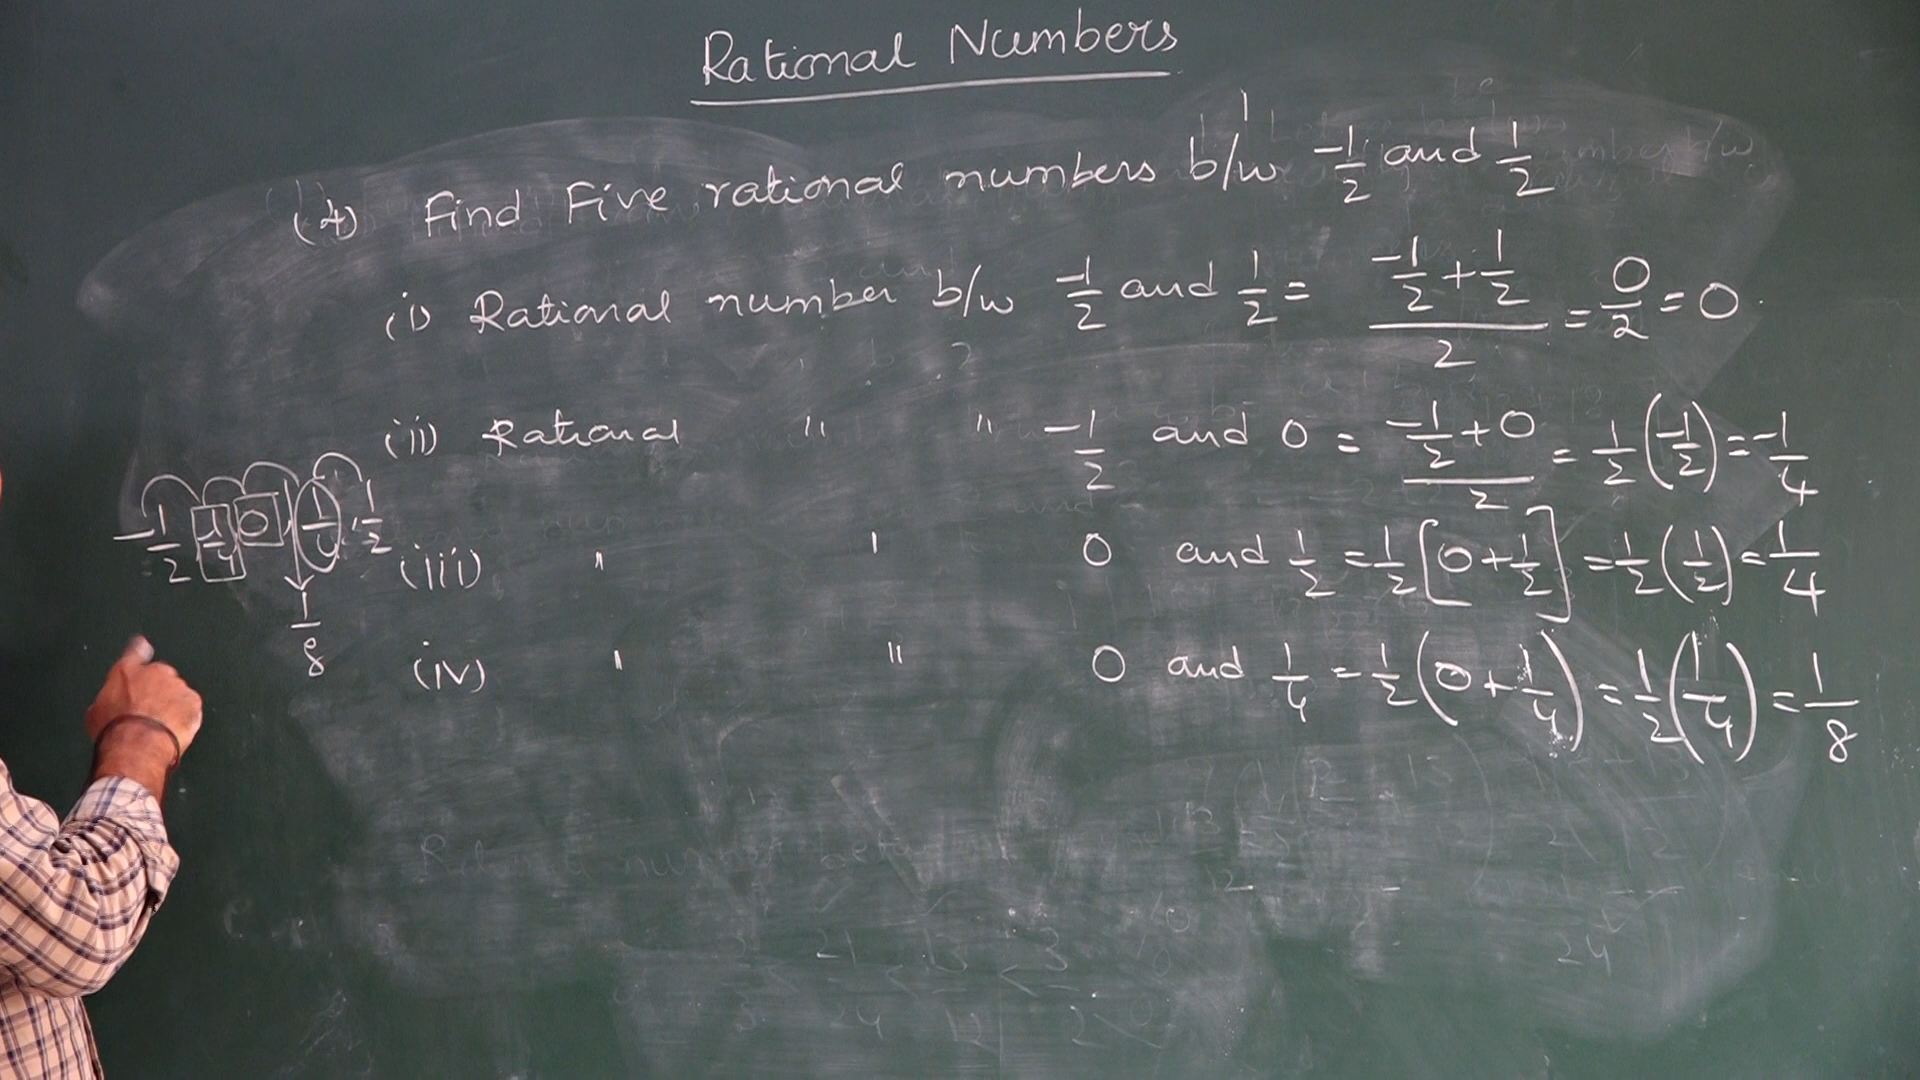 Rational Numbers
(4) Find Five rational numbers b/w -1/2 and 1/2
(i) Rational number b/w -1/2 and 1/2 = (-1/2 + 1/2)/2 = 0/2 = 0
(ii) Rational " " -1/2 and 0 = (-1/2 + 0)/2 = 1/2 (-1/2) = -1/4
-1/2 -1/4 0 1/4 1/2
(iii) " ' 0 and 1/2 = 1/2 [0 + 1/2] = 1/2 (1/2) = 1/4
1/8
(iv) ' " 0 and 1/4 = 1/2 (0 + 1/4) = 1/2 (1/4) = 1/8